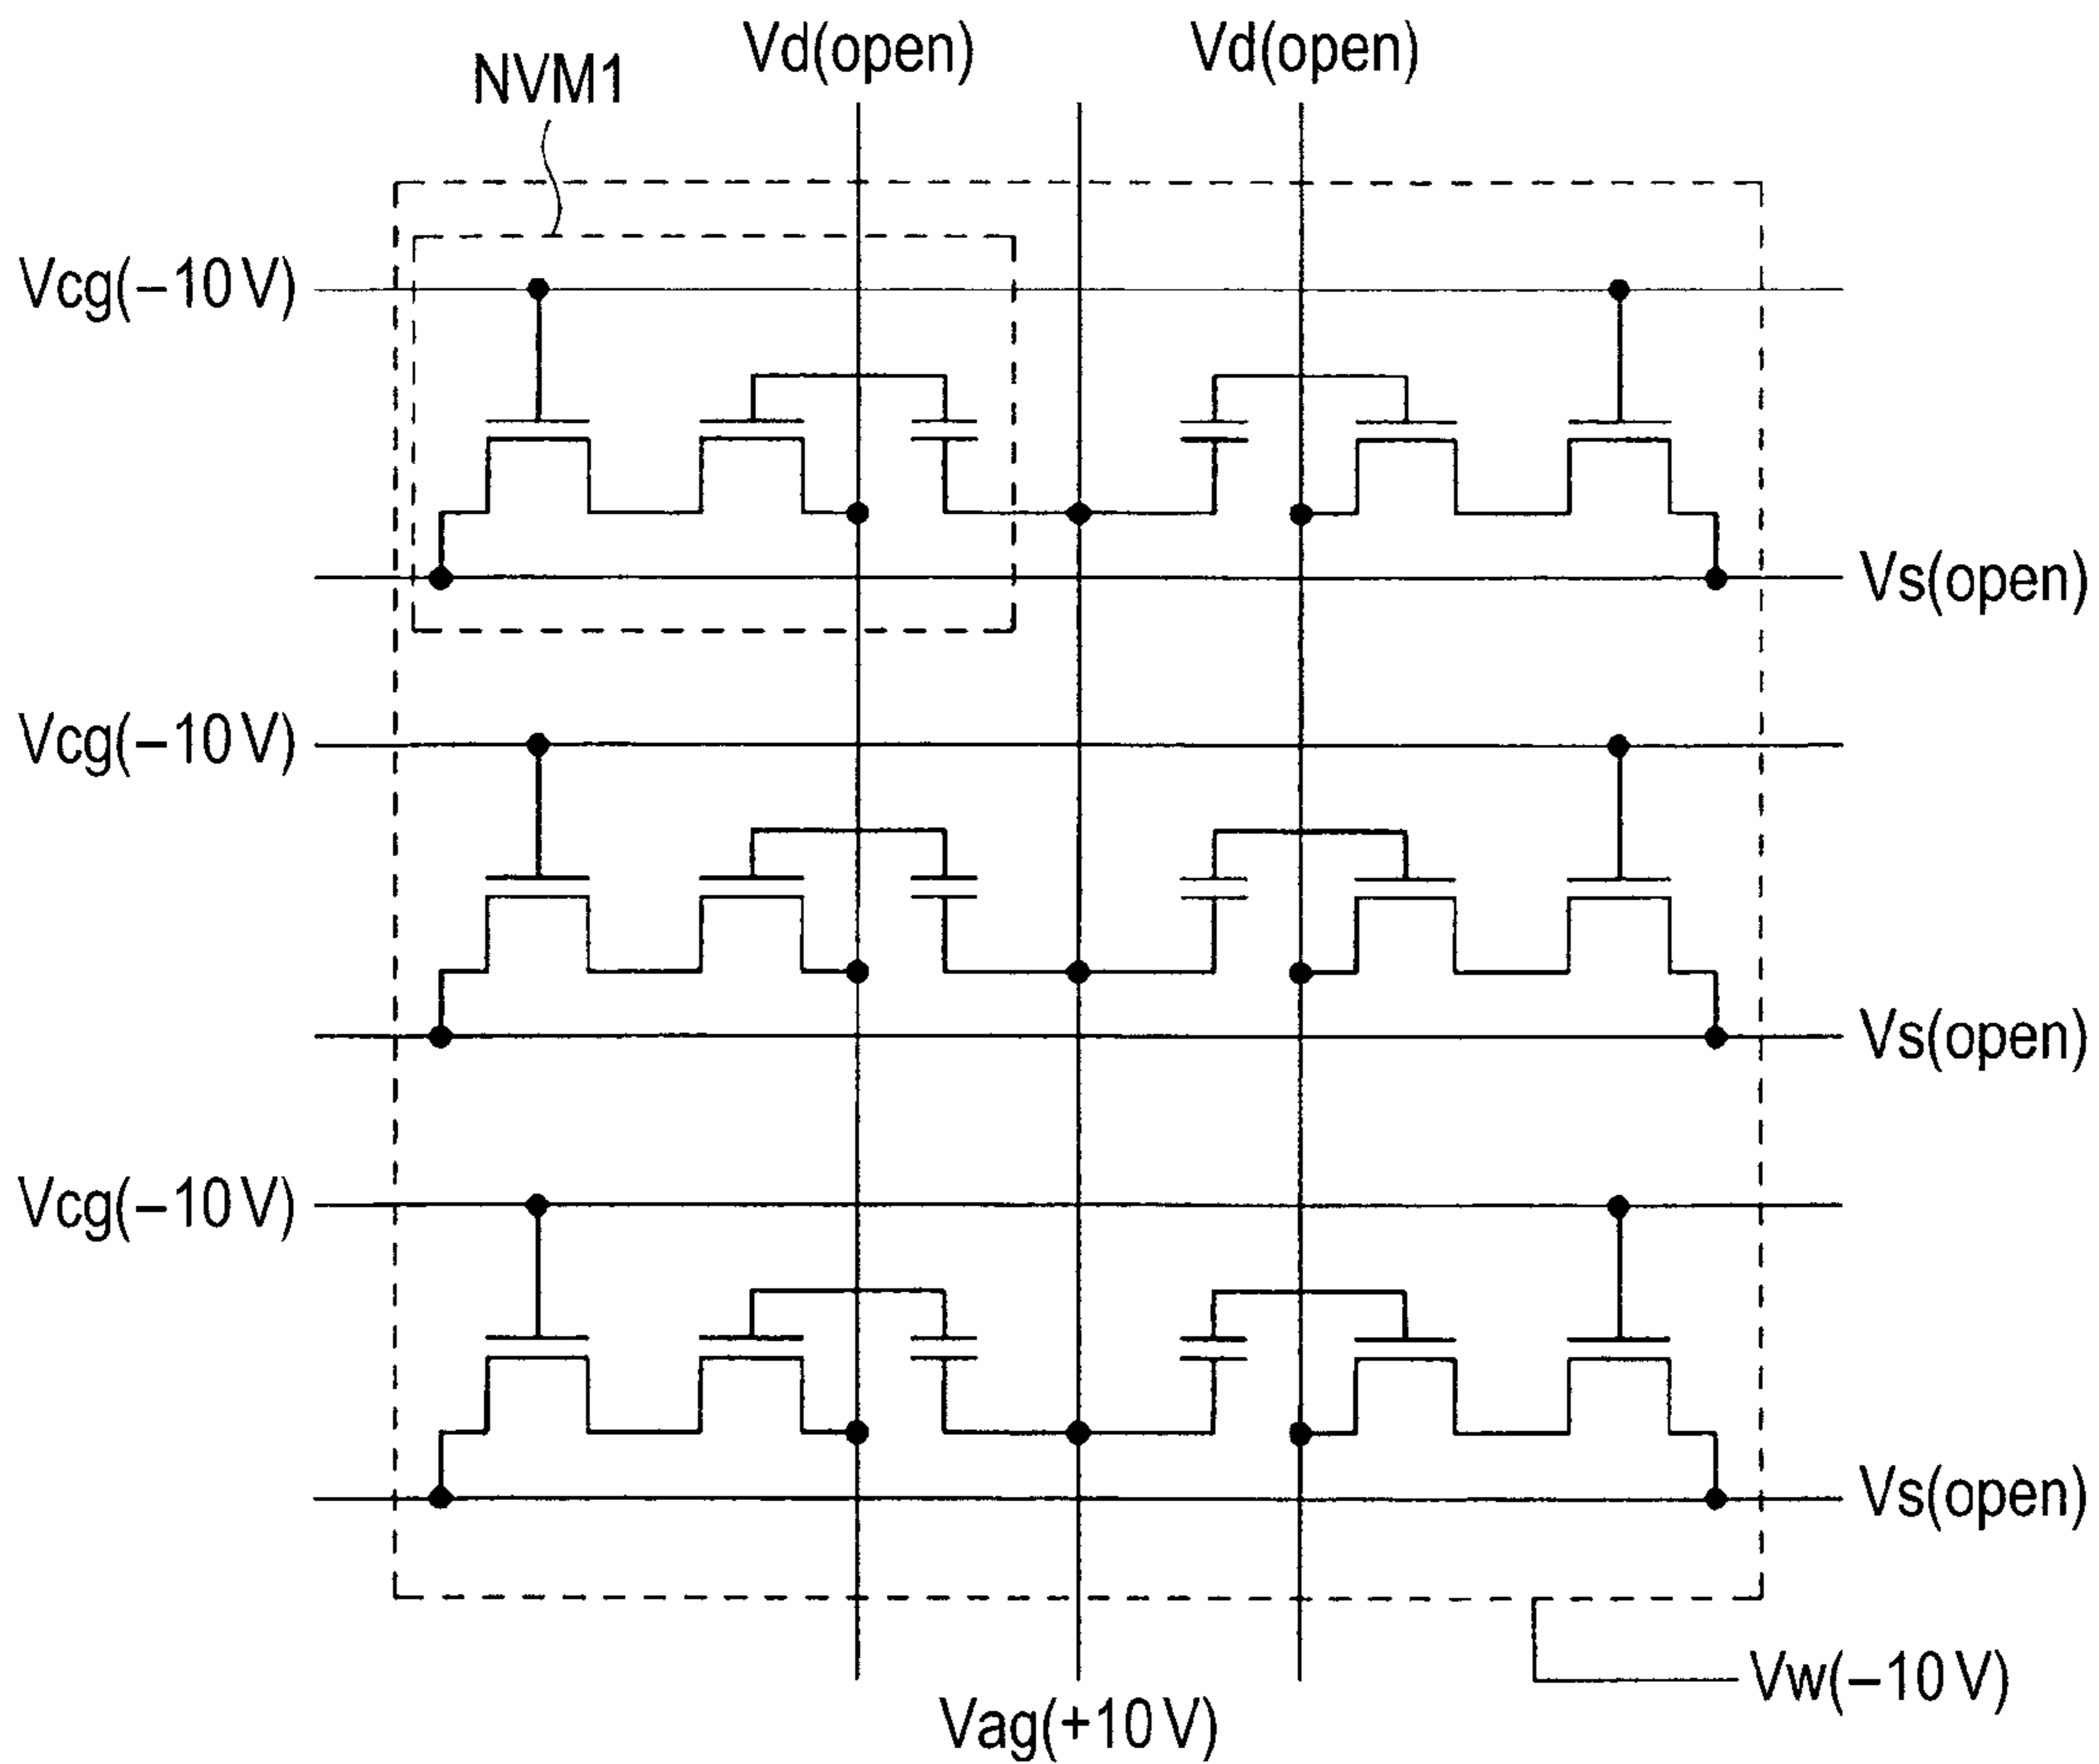 Vd(open)
Vd(open)
NVM1
Vcg(−10 V)
Vs(open)
Vcg(−10 V)
Vs(open)
Vcg(−10 V)
Vs(open)
Vw(−10 V)
Vag(+10 V)